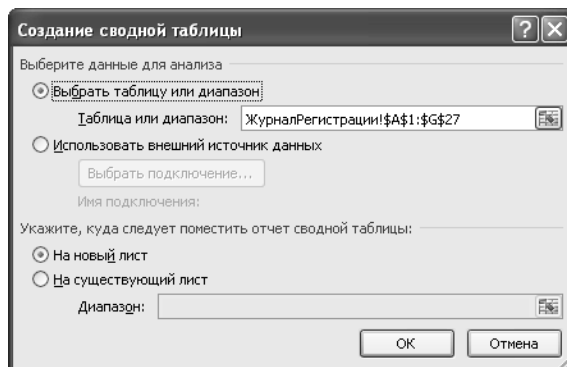 Создание сводной таблицы
Выберите данные для анализа
Выбрать таблицу или диапазон
Таблица или диапазон: ЖурналРегистрации!$A$1:$G$27
Использовать внешний источник данных
Выбрать подключение...
Имя подключения:
Укажите, куда следует поместить отчет сводной таблицы:
На новый лист
На существующий лист
Диапазон:
ОК Отмена